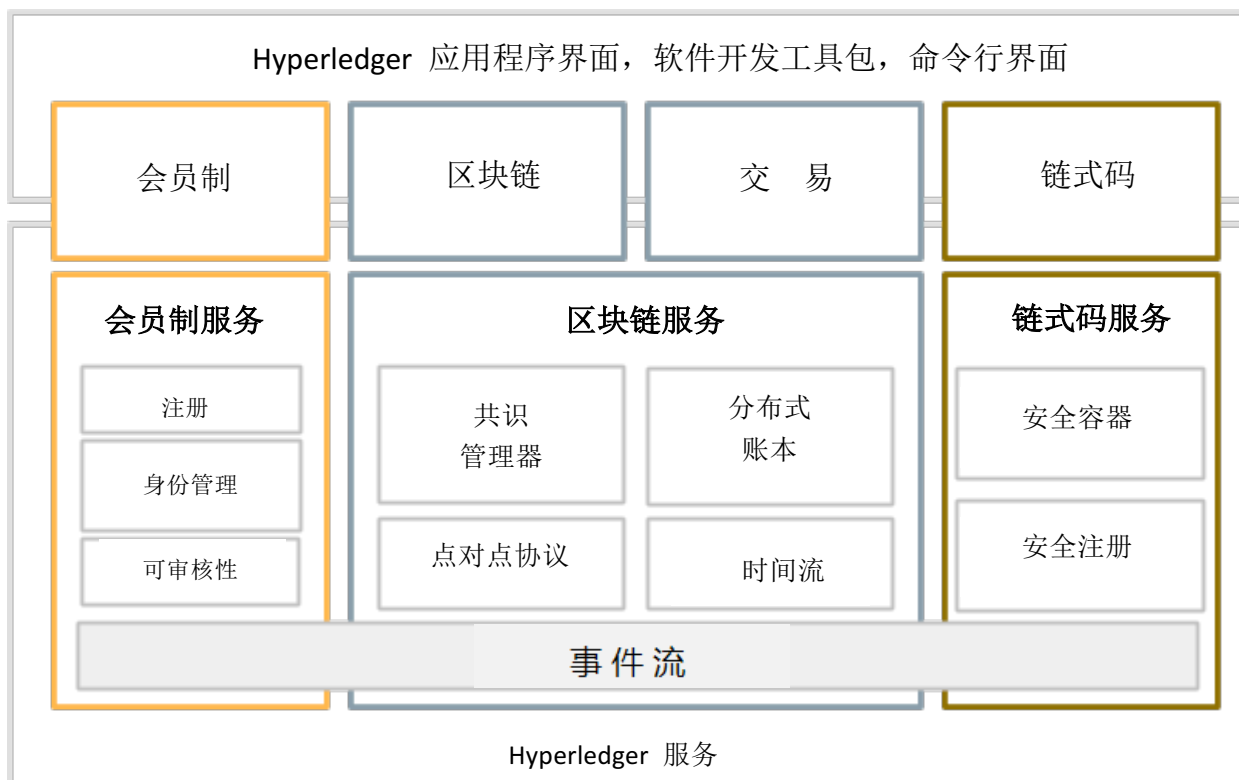 Hyperledger 应用程序界面，软件开发工具包，命令行界面
会员制
区块链
交 易
链式码
会员制服务
注册
身份管理
可审核性
区块链服务
共识
管理器
分布式
账本
点对点协议
时间流
链式码服务
安全容器
安全注册
事件流
Hyperledger 服务